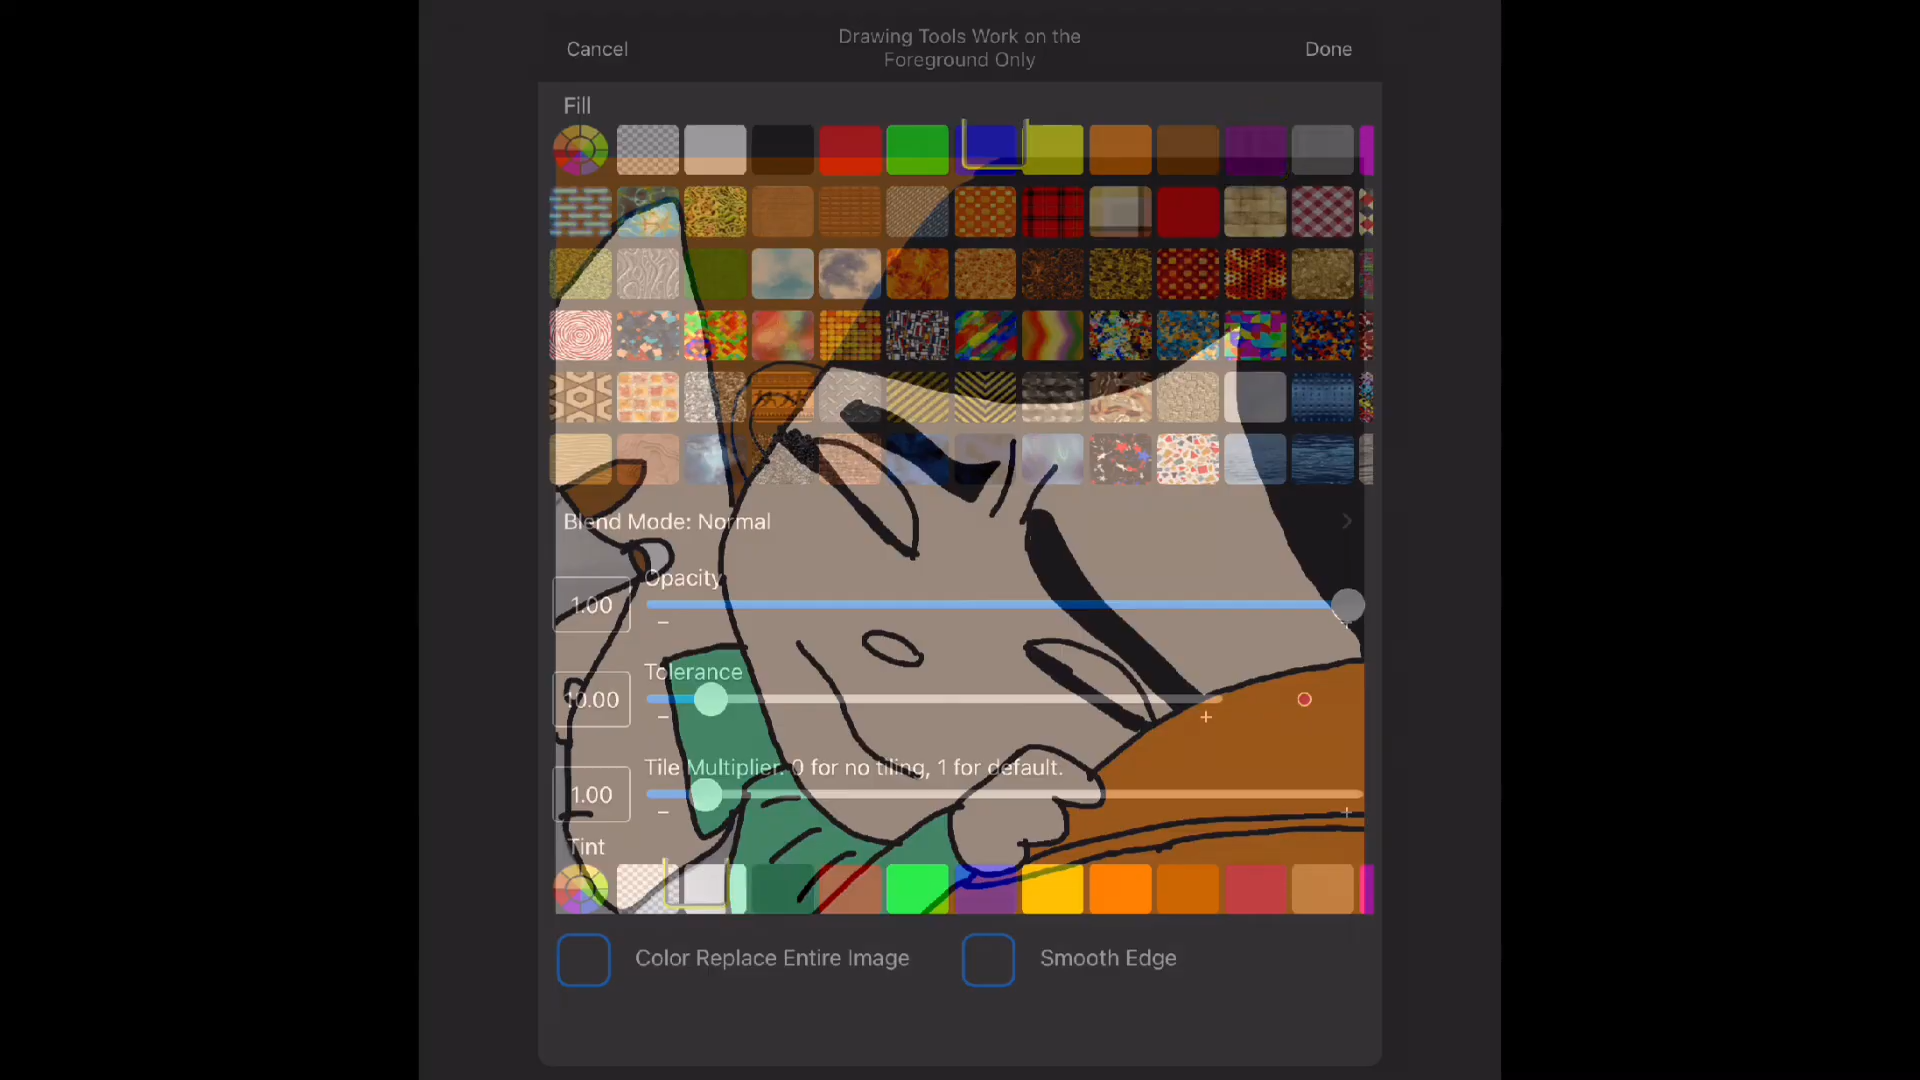 Cancel
Drawing Tools Work on the
Foreground Only
Done
Fill
Blend Mode: Normal
Opacity
1.00
Tolerance
10.00
Tile Multiplier. 0 for no tiling, 1 for default.
1.00
Tint
Color Replace Entire Image
Smooth Edge